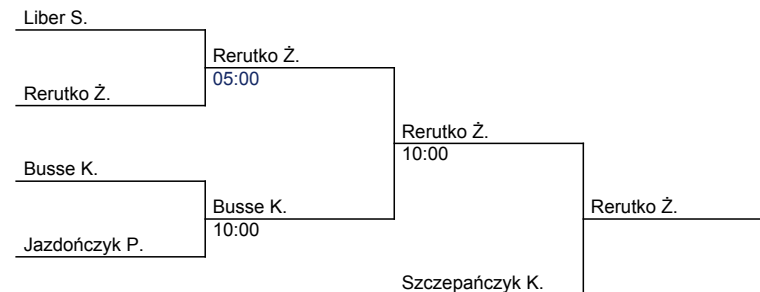 Liber S.
Rerutko Ż.
05:00
Rerutko Ż.
Rerutko Ż.
10:00
Busse K.
Busse K.
10:00
Rerutko Ż.
Jazdończyk P.
Szczepańczyk K.